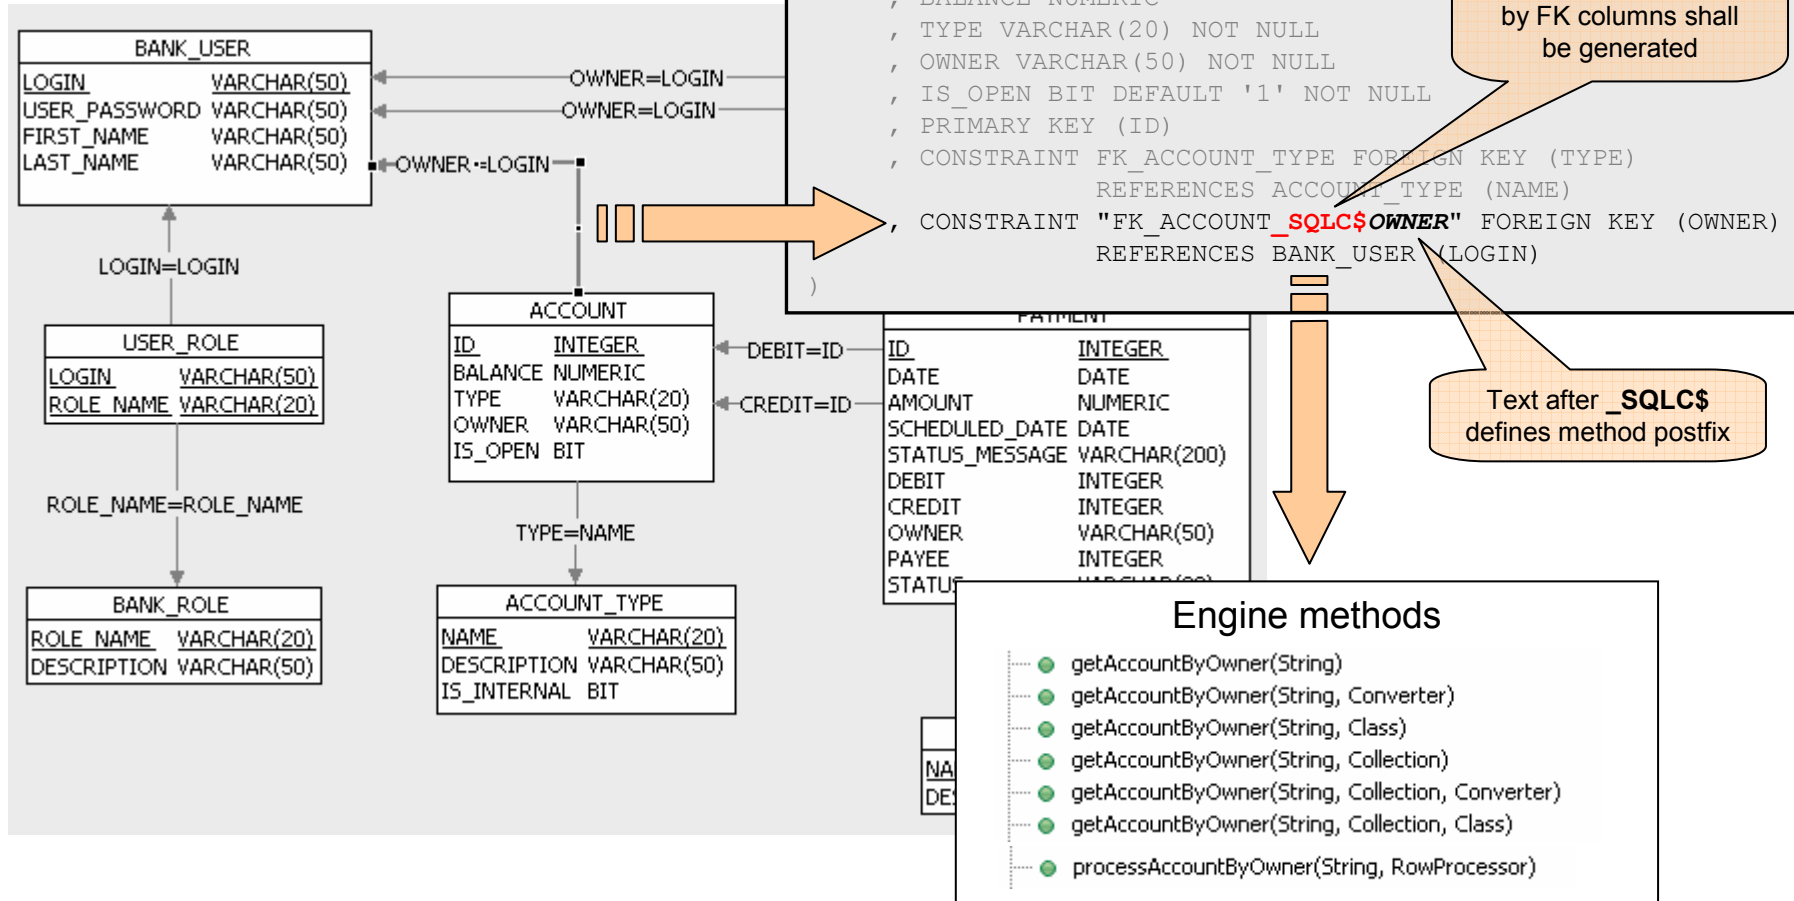 , BALANCE NUMERIC
, TYPE VARCHAR(20) NOT NULL
, OWNER VARCHAR(50) NOT NULL
, IS_OPEN BIT DEFAULT '1' NOT NULL
, PRIMARY KEY (ID)
, CONSTRAINT FK_ACCOUNT_TYPE FOREIGN KEY (TYPE)
REFERENCES ACCOUNT_TYPE (NAME)
, CONSTRAINT "FK_ACCOUNT_SQLC$OWNER" FOREIGN KEY (OWNER)
REFERENCES BANK_USER (LOGIN)
)
by FK columns shall
be generated
Text after _SQLC$
defines method postfix
BANK_USER
LOGIN VARCHAR(50)
USER_PASSWORD VARCHAR(50)
FIRST_NAME VARCHAR(50)
LAST_NAME VARCHAR(50)
OWNER=LOGIN
OWNER=LOGIN
OWNER=LOGIN
LOGIN=LOGIN
USER_ROLE
LOGIN VARCHAR(50)
ROLE_NAME VARCHAR(20)
ROLE_NAME=ROLE_NAME
BANK_ROLE
ROLE_NAME VARCHAR(20)
DESCRIPTION VARCHAR(50)
ACCOUNT
ID INTEGER
BALANCE NUMERIC
TYPE VARCHAR(20)
OWNER VARCHAR(50)
IS_OPEN BIT
TYPE=NAME
ACCOUNT_TYPE
NAME VARCHAR(20)
DESCRIPTION VARCHAR(50)
IS_INTERNAL BIT
DEBIT=ID
CREDIT=ID
PAYMENT
ID INTEGER
DATE DATE
AMOUNT NUMERIC
SCHEDULED_DATE DATE
STATUS_MESSAGE VARCHAR(200)
DEBIT INTEGER
CREDIT INTEGER
OWNER VARCHAR(50)
PAYEE INTEGER
STATUS
NA
DES
Engine methods
getAccountByOwner(String)
getAccountByOwner(String, Converter)
getAccountByOwner(String, Class)
getAccountByOwner(String, Collection)
getAccountByOwner(String, Collection, Converter)
getAccountByOwner(String, Collection, Class)
processAccountByOwner(String, RowProcessor)